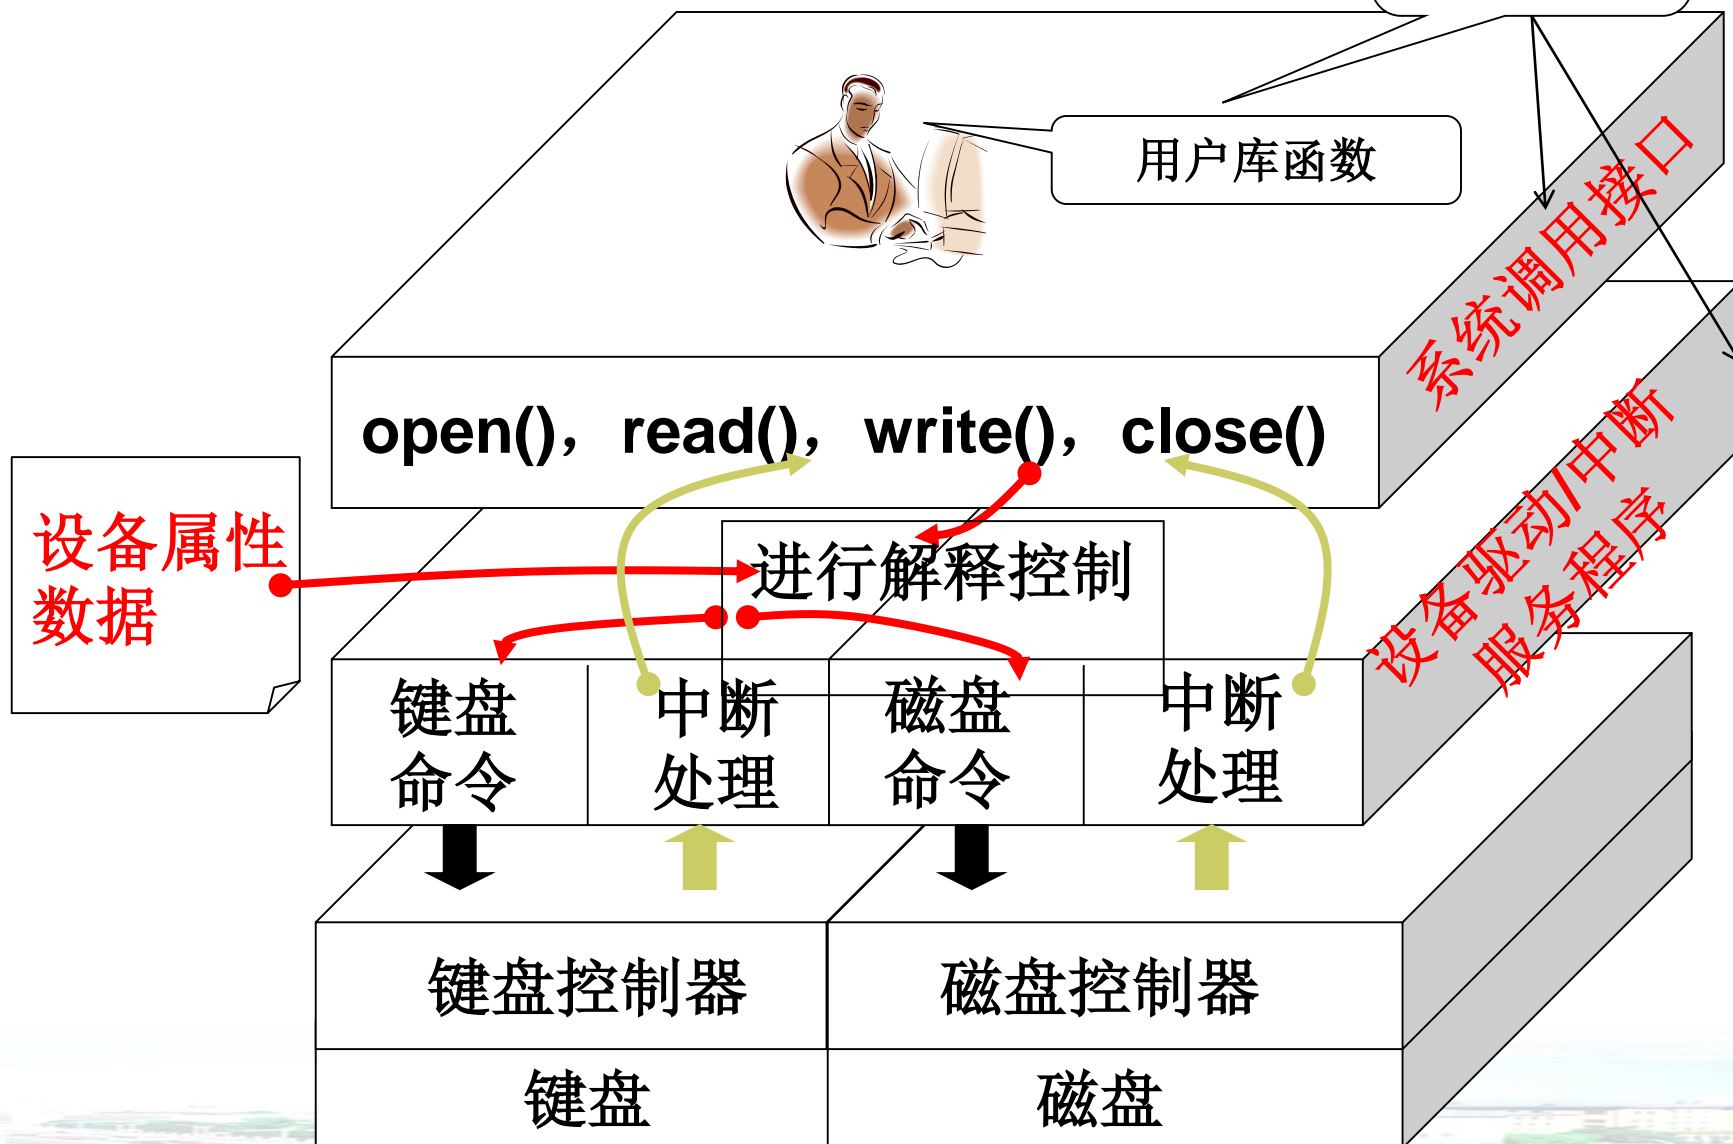 用户库函数
系统调用接口
open()，read()，write()，close()
设备属性
数据
进行解释控制
设备驱动/中断
服务程序
键盘
命令
中断
处理
磁盘
命令
中断
处理
键盘控制器
磁盘控制器
键盘
磁盘